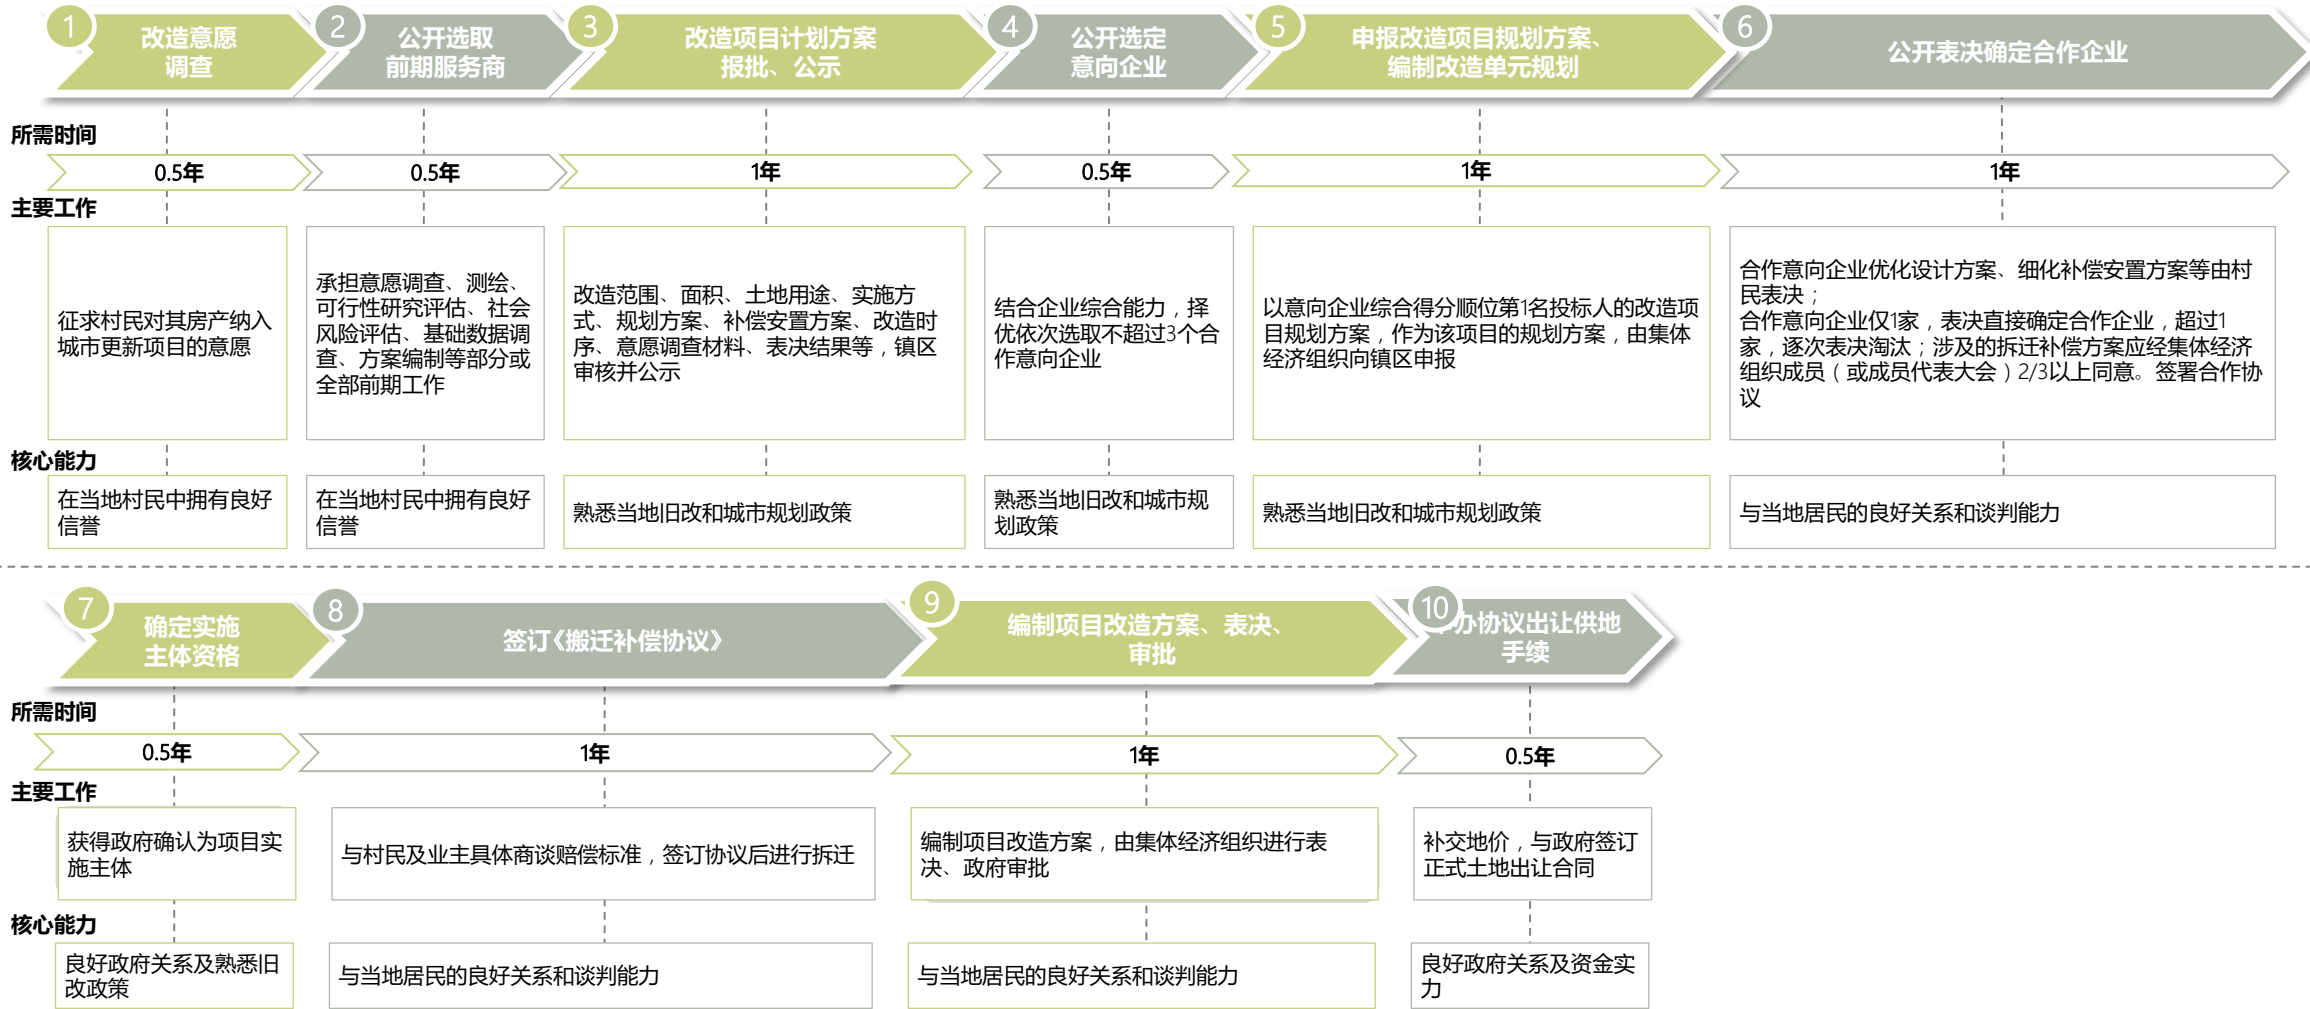 1
改造意愿
调查
2
公开选取
前期服务商
3
改造项目计划方案
报批、公示
4
公开选定
意向企业
5
申报改造项目规划方案、
编制改造单元规划
6
公开表决确定合作企业
所需时间
0.5年
0.5年
1年
0.5年
1年
1年
主要工作
征求村民对其房产纳入
城市更新项目的意愿
承担意愿调查、测绘、
可行性研究评估、社会
风险评估、基础数据调
查、方案编制等部分或
全部前期工作
改造范围、面积、土地用途、实施方
式、规划方案、补偿安置方案、改造时
序、意愿调查材料、表决结果等，镇区
审核并公示
结合企业综合能力，择
优依次选取不超过3个合
作意向企业
以意向企业综合得分顺位第1名投标人的改造项
目规划方案，作为该项目的规划方案，由集体
经济组织向镇区申报
合作意向企业优化设计方案、细化补偿安置方案等由村
民表决；
合作意向企业仅1家，表决直接确定合作企业，超过1
家，逐次表决淘汰；涉及的拆迁补偿方案应经集体经济
组织成员（或成员代表大会）2/3以上同意。签署合作协
议
核心能力
在当地村民中拥有良好
信誉
在当地村民中拥有良好
信誉
熟悉当地旧改和城市规划政策
熟悉当地旧改和城市规
划政策
熟悉当地旧改和城市规划政策
与当地居民的良好关系和谈判能力
7
确定实施
主体资格
8
签订《搬迁补偿协议》
9
编制项目改造方案、表决、
审批
10
办协议出让供地
手续
所需时间
0.5年
1年
1年
0.5年
主要工作
获得政府确认为项目实
施主体
与村民及业主具体商谈赔偿标准，签订协议后进行拆迁
编制项目改造方案，由集体经济组织进行表
决、政府审批
补交地价，与政府签订
正式土地出让合同
核心能力
良好政府关系及熟悉旧
改政策
与当地居民的良好关系和谈判能力
与当地居民的良好关系和谈判能力
良好政府关系及资金实
力